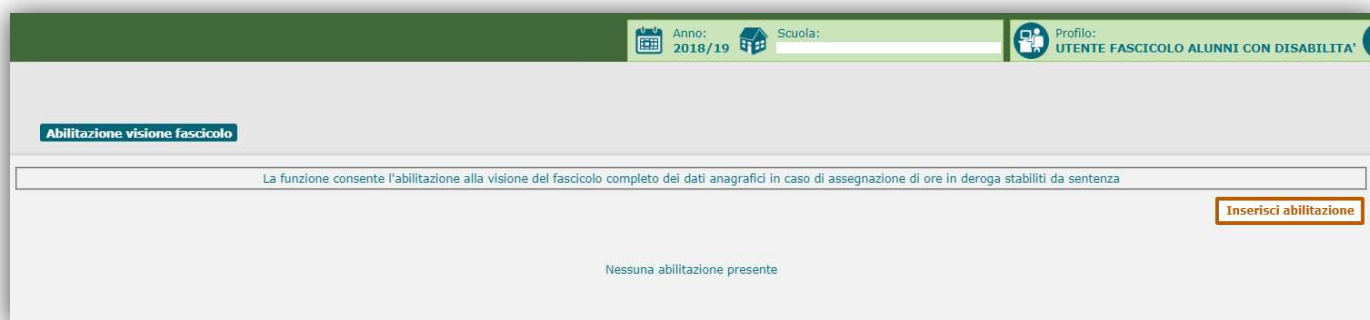 Anno:
2018/19
Scuola:
Profilo:
UTENTE FASCICOLO ALUNNI CON DISABILITA'
Abilitazione visione fascicolo
La funzione consente l'abilitazione alla visione del fascicolo completo dei dati anagrafici in caso di assegnazione di ore in deroga stabiliti da sentenza
Inserisci abilitazione
Nessuna abilitazione presente